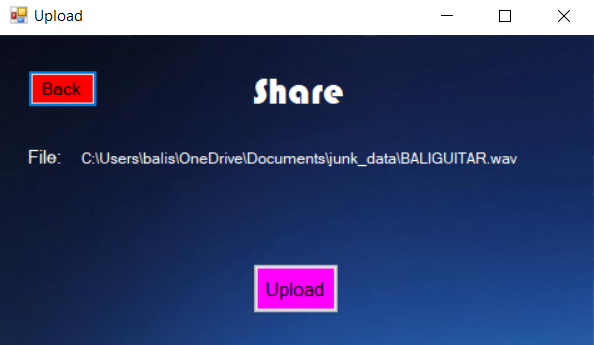 Upload
Back
Share
File: C:\Users\balis\OneDrive\Documents\junk_data\BALIGUITAR.wav
Upload